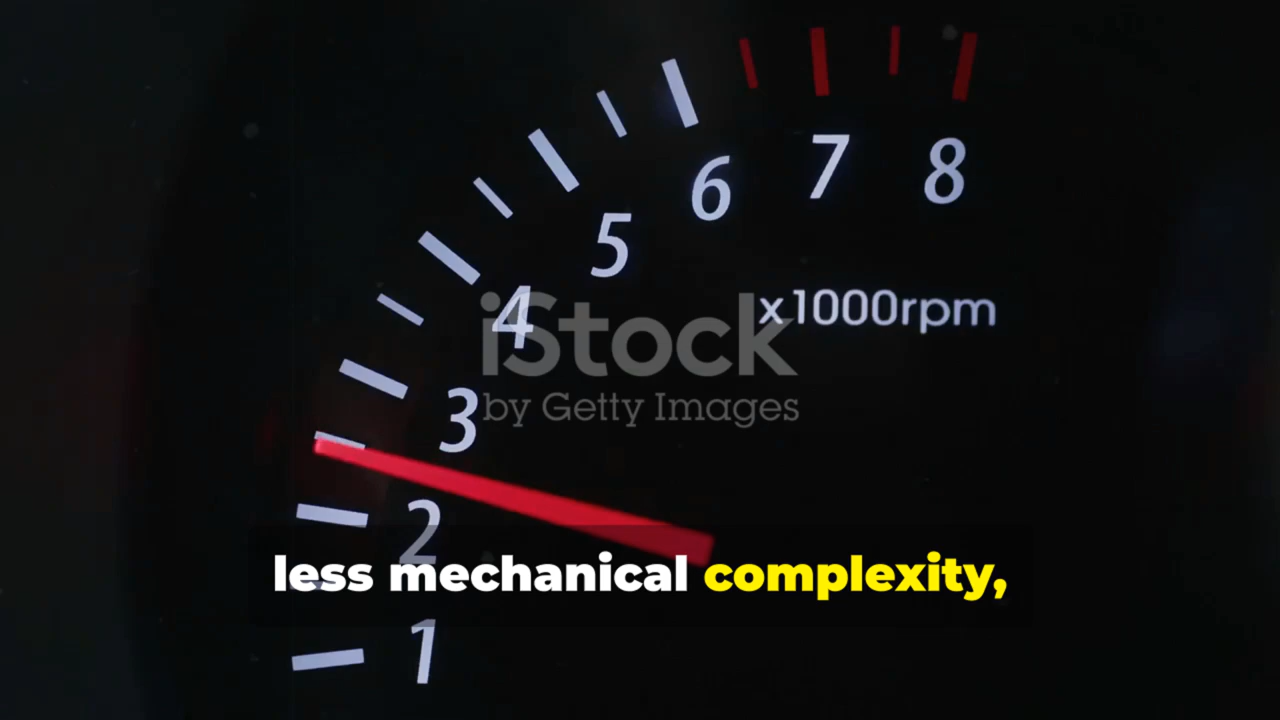 8
7
6
5
x1000rpm
4
iStock
by Getty Images
3
2
less mechanical complexity,
1